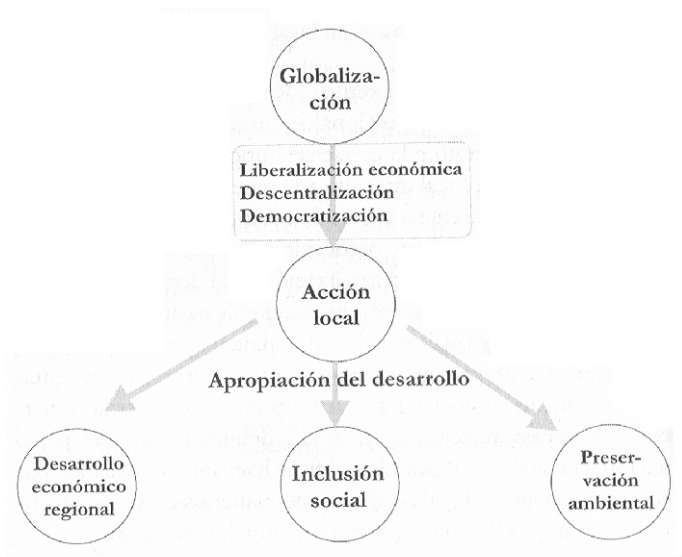 Globaliza-
ción
Liberalización económica
Descentralización
Democratización
Acción
local
Apropiación del desarrollo
Desarrollo
económico
regional
Inclusión
social
Preser-
vación
ambiental